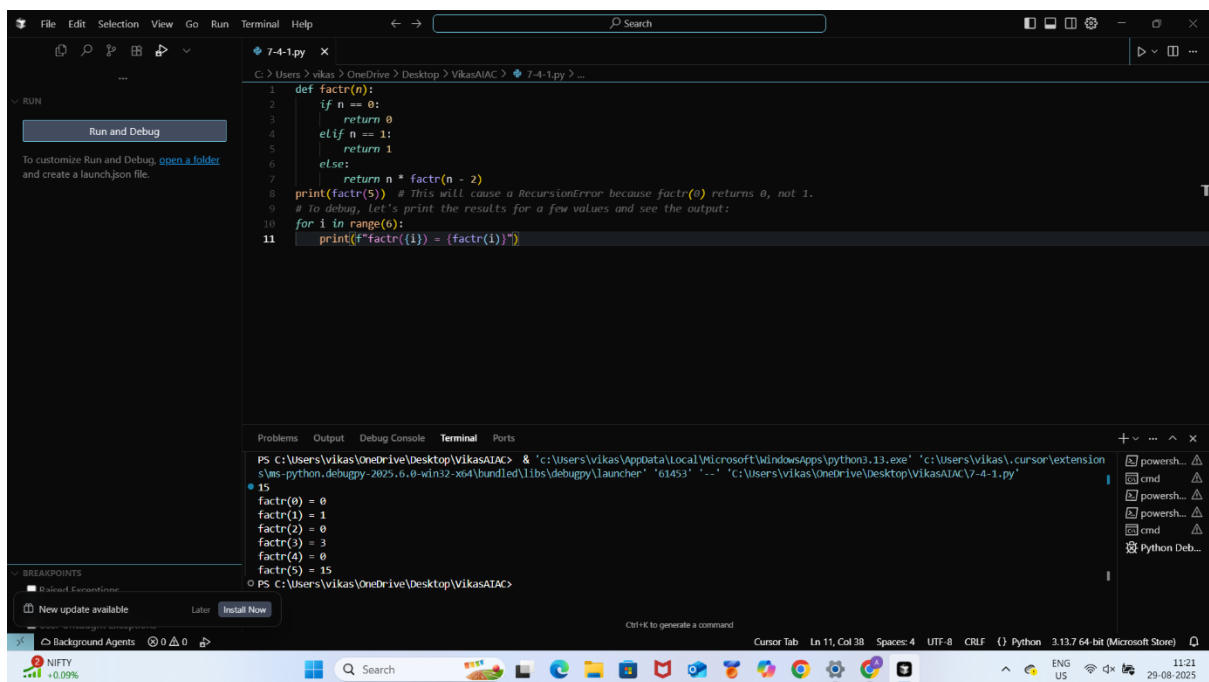 File Edit Selection View Go Run Terminal Help
Search
7-4-1.py
C: > Users > vikas > OneDrive > Desktop > VikasAIAC > 7-4-1.py > ...
RUN
Run and Debug
To customize Run and Debug, open a folder
and create a launch.json file.
1 def factr(n):
2 if n == 0:
3 return 0
4 elif n == 1:
5 return 1
6 else:
7 return n * factr(n - 2)
8 print(factr(5)) # This will cause a RecursionError because factr(0) returns 0, not 1.
9 # To debug, let's print the results for a few values and see the output:
10 for i in range(6):
11 print(f"factr({i}) = {factr(i)}")
Problems Output Debug Console Terminal Ports
PS C:\Users\vikas\OneDrive\Desktop\VikasAIAC> & 'c:\Users\vikas\AppData\Local\Microsoft\WindowsApps\python3.13.exe' 'c:\Users\vikas\.cursor\extension
s\ms-python.debugpy-2025.6.0-win32-x64\bundled\libs\debugpy\launcher' '61453' '--' 'C:\Users\vikas\OneDrive\Desktop\VikasAIAC\7-4-1.py'
15
factr(0) = 0
factr(1) = 1
factr(2) = 0
factr(3) = 3
factr(4) = 0
factr(5) = 15
PS C:\Users\vikas\OneDrive\Desktop\VikasAIAC>
powersh...
cmd
powersh...
powersh...
cmd
Python Deb...
BREAKPOINTS
Raised Exceptions
New update available Later Install Now
Ctrl+K to generate a command
Background Agents 0 0
Cursor Tab Ln 11, Col 38 Spaces: 4 UTF-8 CRLF {} Python 3.13.7 64-bit (Microsoft Store)
2
NIFTY
+0.09%
Search
ENG
US
11:21
29-08-2025